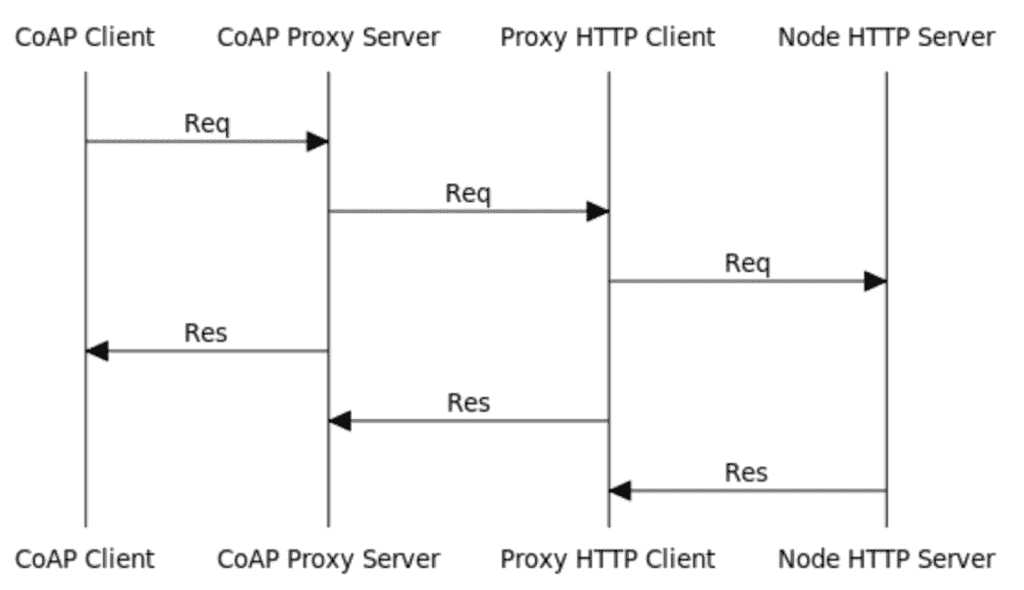 CoAP Client CoAP Proxy Server Proxy HTTP Client Node HTTP Server
Req
Req
Req
Res
Res
Res
CoAP Client CoAP Proxy Server Proxy HTTP Client Node HTTP Server